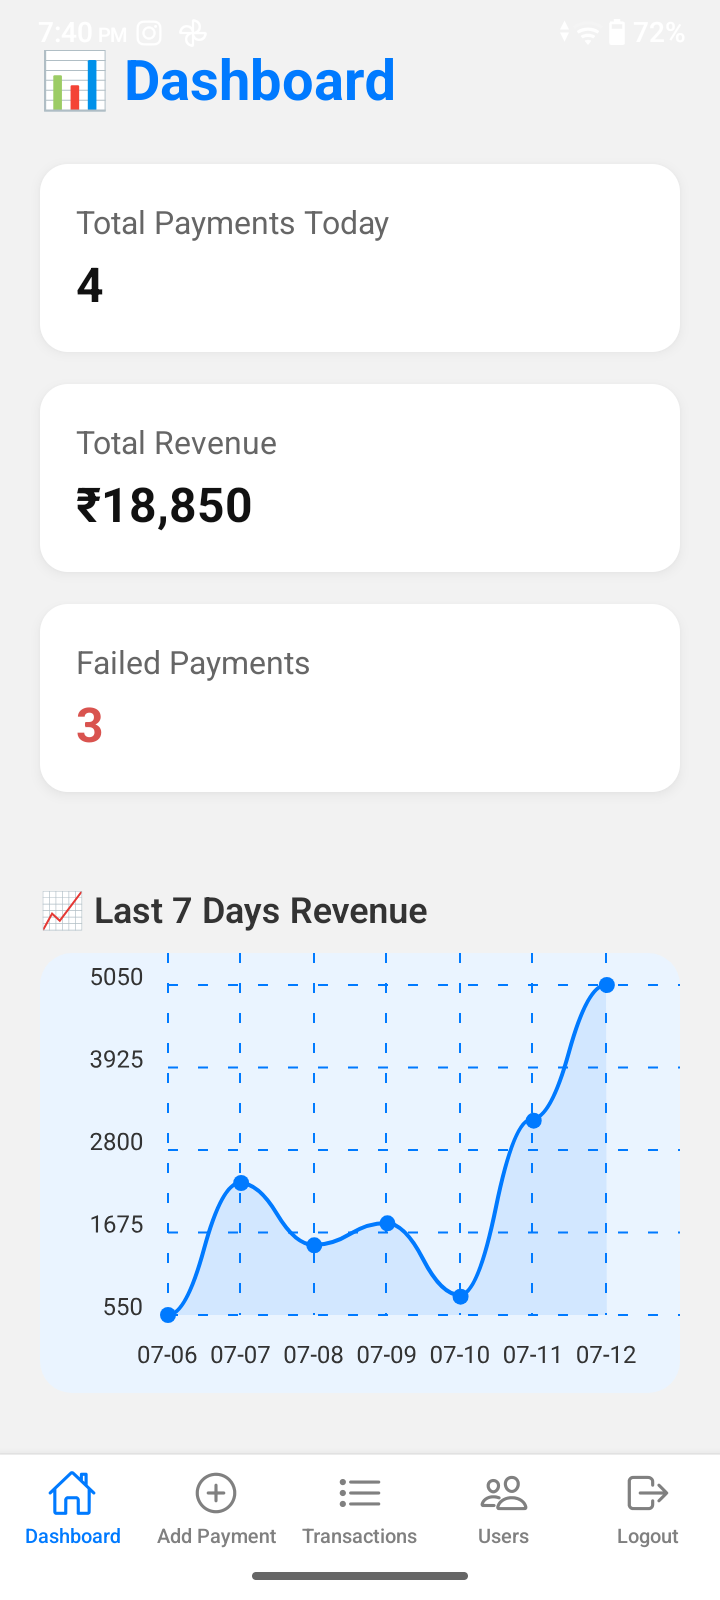 7:40 PM 72%
Dashboard
Total Payments Today
4
Total Revenue
₹18,850
Failed Payments
3
Last 7 Days Revenue
5050
3925
2800
1675
550
07-06 07-07 07-08 07-09 07-10 07-11 07-12
Dashboard Add Payment Transactions Users Logout